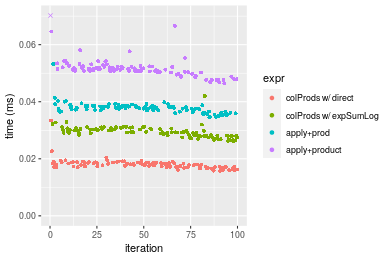 expr
0.06
colProds w/ direct
0.04
colProds w/ expSumLog
time (ms)
apply+prod
0.02
apply+product
0.00
0 25 50 75 100
iteration